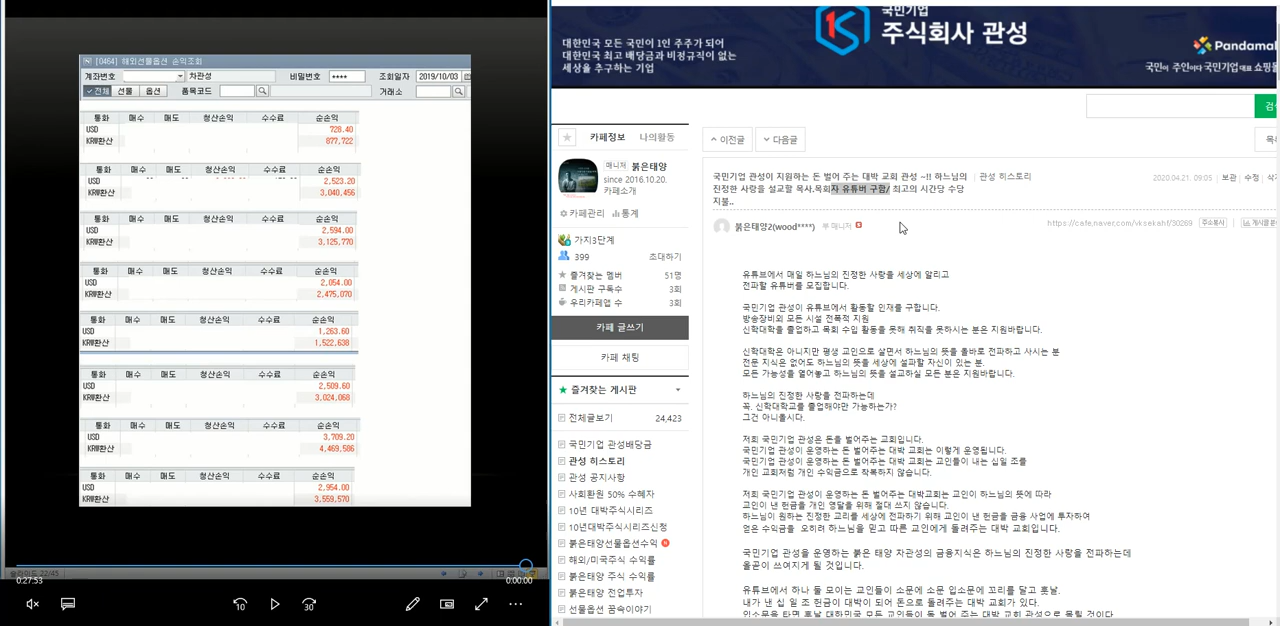 [0464] 해외선물옵션 손익조회
계좌번호 차관성 비밀번호 **** 조회일자 2019/10/03
전체 선물 옵션 품목코드 거래소
통화 매수 매도 청산손익 수수료 순손익
USD 728.40
KRW환산 877,722
통화 매수 매도 청산손익 수수료 순손익
USD 2,523.20
KRW환산 3,040,456
통화 매수 매도 청산손익 수수료 순손익
USD 2,594.00
KRW환산 3,125,770
통화 매수 매도 청산손익 수수료 순손익
USD 2,054.00
KRW환산 2,475,070
통화 매수 매도 청산손익 수수료 순손익
USD 1,263.60
KRW환산 1,522,638
통화 매수 매도 청산손익 수수료 순손익
USD 2,509.60
KRW환산 3,024,068
통화 매수 매도 청산손익 수수료 순손익
USD 3,709.20
KRW환산 4,469,586
통화 매수 매도 청산손익 수수료 순손익
USD 2,954.00
KRW환산 3,559,570
슬라이드 22/45
0:27:53 0:00:00
10 30
국민기업
주식회사 관성
대한민국 모든 국민이 1인 주주가 되어
대한민국 최고 배당금과 비정규직이 없는
세상을 추구하는 기업
Pandamal
국민이 주인이다 국민기업 대표 쇼핑몰
카페정보 나의활동
매니저 붉은태양
since 2016.10.20.
카페소개
카페관리 통계
가지3단계
399 초대하기
즐겨찾는 멤버 51명
게시판 구독수 3회
우리카페앱 수 3회
카페 글쓰기
카페 채팅
즐겨찾는 게시판
전체글보기 24,423
국민기업 관성배당금
관성 히스토리
관성 공지사항
사회환원 50% 수혜자
10년 대박주식시리즈
10년대박주식시리즈신청
붉은태양선물옵션수익
해외/미국주식 수익률
붉은태양 주식 수익률
붉은태양 전업투자
선물옵션 꿈속이야기
이전글 다음글
국민기업 관성이 지원하는 돈 벌어 주는 대박 교회 관성 ~!! 하느님의
진정한 사랑을 설교할 목사,목회자 유튜버 구함/ 최고의 시간당 수당
지불..
관성 히스토리
2020.04.21. 09:05 보관 수정
붉은태양2(wood****) 부매니저
https://cafe.naver.com/vksekahf/30269 주소복사
유튜브에서 매일 하느님의 진정한 사랑을 세상에 알리고
전파할 유튜버를 모집합니다.
국민기업 관성이 유튜브에서 활동할 인재를 구합니다.
방송장비외 모든 시설 전폭적 지원
신학대학을 졸업하고 목회 수입 활동을 못해 취직을 못하시는 분은 지원바랍니다.
신학대학은 아니지만 평생 교인으로 살면서 하느님의 뜻을 올바로 전파하고 사시는 분
전문 지식은 없어도 하느님의 뜻을 세상에 설파할 자신이 있는 분
모든 가능성을 열어놓고 하느님의 뜻을 설교하실 모든 분은 지원바랍니다.
하느님의 진정한 사랑을 전파하는데
꼭. 신학대학교를 졸업해야만 가능하는가?
그건 아니올시다.
저희 국민기업 관성은 돈을 벌어주는 교회입니다.
국민기업 관성이 운영하는 돈 벌어주는 대박 교회는 이렇게 운영됩니다.
국민기업 관성이 운영하는 돈 벌어주는 대박 교회는 교인들이 내는 십일 조를
개인 교회처럼 개인 수익금으로 착복하지 않습니다.
저희 국민기업 관성이 운영하는 돈 벌어주는 대박교회는 교인이 하느님의 뜻에 따라
교인이 낸 헌금을 개인 영달을 위해 절대 쓰지 않습니다.
하느님이 원하는 진정한 교리를 세상에 전파하기 위해 교인이 낸 헌금을 금융 사업에 투자하여
얻은 수익금을 오히려 하느님을 믿고 따른 교인에게 돌려주는 대박 교회입니다.
국민기업 관성을 운영하는 붉은 태양 차관성의 금융지식은 하느님의 진정한 사랑을 전파하는데
올곧이 쓰여지게 될 것입니다.
유튜브에서 하나 둘 모이는 교인들이 소문에 소문 입소문에 꼬리를 달고 훗날.
내가 낸 십 일 조 헌금이 대박이 되어 돈으로 돌려주는 대박 교회가 있다.
입소문을 타면 훗날 대한민국 모든 교인들이 돈 벌어 주는 대박 교회 관성으로 몰릴 것이다